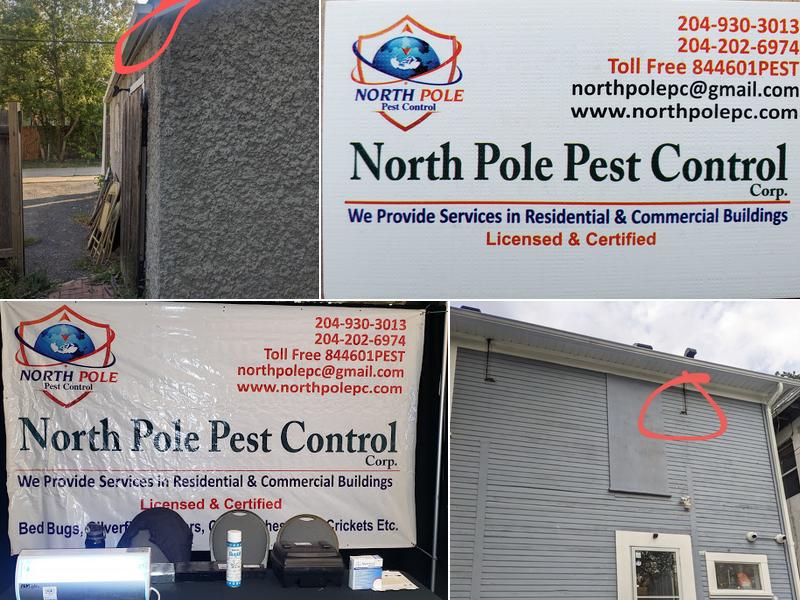 204-930-3013
204-202-6974
Toll Free 844601PEST
northpolepc@gmail.com
www.northpolepc.com
NORTH POLE
Pest Control
North Pole Pest Control
Corp.
We Provide Services in Residential & Commercial Buildings
Licensed & Certified
204-930-3013
204-202-6974
Toll Free 844601PEST
northpolepc@gmail.com
www.northpolepc.com
NORTH POLE
Pest Control
North Pole Pest Control
Corp.
We Provide Services in Residential & Commercial Buildings
Licensed & Certified
Bed Bugs, Crickets Etc.